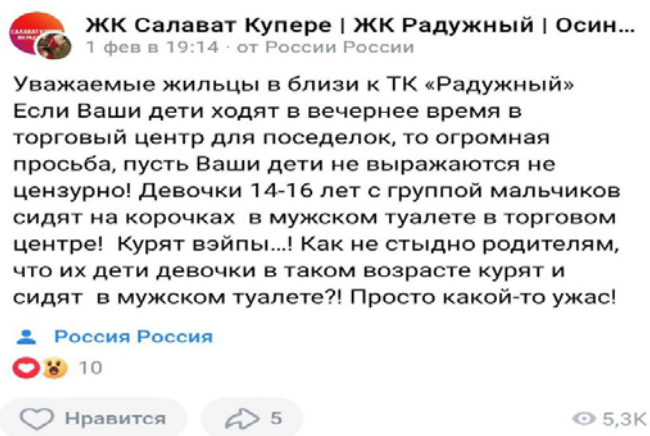 ЖК Салават Купере | ЖК Радужный | Осин...
1 фев в 19:14 · от России России
Уважаемые жильцы в близи к ТК «Радужный»
Если Ваши дети ходят в вечернее время в
торговый центр для поседелок, то огромная
просьба, пусть Ваши дети не выражаются не
цензурно! Девочки 14-16 лет с группой мальчиков
сидят на корочках в мужском туалете в торговом
центре! Курят вэйпы...! Как не стыдно родителям,
что их дети девочки в таком возрасте курят и
сидят в мужском туалете?! Просто какой-то ужас!
Россия Россия
10
Нравится 5 5,3K